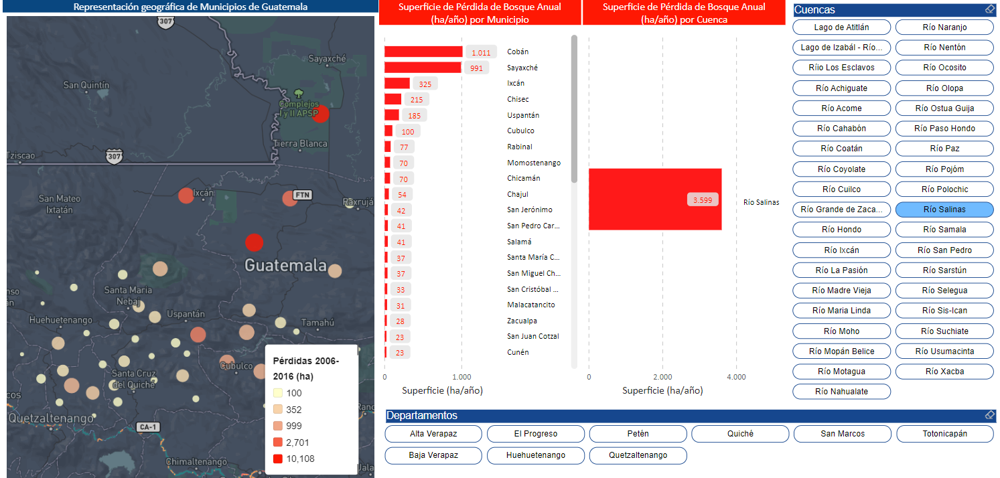 Representación geográfica de Municipios de Guatemala
307
Sayaxché
San Quintín
Complejos
I y II APSP
Tierra Blanca
Tziscao
307
Ixcán
FTN
San Mateo
Ixtatán
Raxrujá
Guatemala
Santa Maria
Nebaj
Huehuetenango
Uspantán
Tamahú
Cubulco
Santa Cruz
del Quiché
Quetzaltenango
CA-1
Chimaltenango
Pérdidas 2006-
2016 (ha)
100
352
999
2,701
10,108
Superficie de Pérdida de Bosque Anual
(ha/año) por Municipio
1.011 Cobán
991 Sayaxché
325 Ixcán
215 Chisec
185 Uspantán
100 Cubulco
77 Rabinal
70 Momostenango
70 Chicamán
54 Chajul
42 San Jerónimo
41 San Pedro Car...
41 Salamá
37 Santa María C...
37 San Miguel Ch...
33 San Cristóbal ...
31 Malacatancito
28 Zacualpa
23 San Juan Cotzal
23 Cunén
0 1.000
Superficie (ha/año)
Superficie de Pérdida de Bosque Anual
(ha/año) por Cuenca
3.599 Río Salinas
0 2.000 4.000
Superficie (ha/año)
Cuencas
Lago de Atitlán Río Naranjo
Lago de Izabál - Río... Río Nentón
Ríio Los Esclavos Río Ocosito
Río Achiguate Río Olopa
Río Acome Río Ostua Guija
Río Cahabón Río Paso Hondo
Río Coatán Río Paz
Río Coyolate Río Pojóm
Río Cuilco Río Polochic
Río Grande de Zaca... Río Salinas
Río Hondo Río Samala
Río Ixcán Río San Pedro
Río La Pasión Río Sarstún
Río Madre Vieja Río Selegua
Río Maria Linda Río Sis-Ican
Río Moho Río Suchiate
Río Mopán Belice Río Usumacinta
Río Motagua Río Xacba
Río Nahualate
Departamentos
Alta Verapaz El Progreso Petén Quiché San Marcos Totonicapán
Baja Verapaz Huehuetenango Quetzaltenango